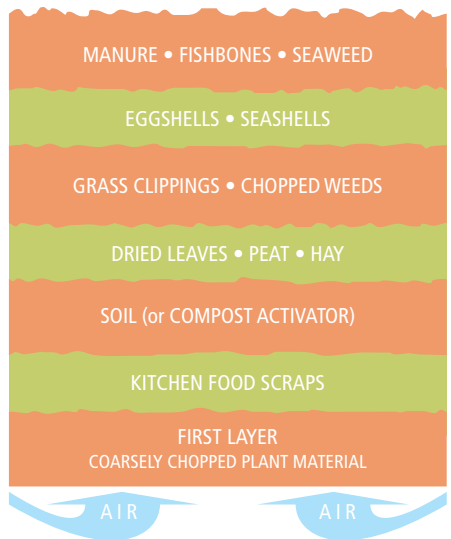 MANURE • FISHBONES • SEAWEED
EGGSHELLS • SEASHELLS
GRASS CLIPPINGS • CHOPPED WEEDS
DRIED LEAVES • PEAT • HAY
SOIL (or COMPOST ACTIVATOR)
KITCHEN FOOD SCRAPS
FIRST LAYER
COARSELY CHOPPED PLANT MATERIAL
AIR AIR